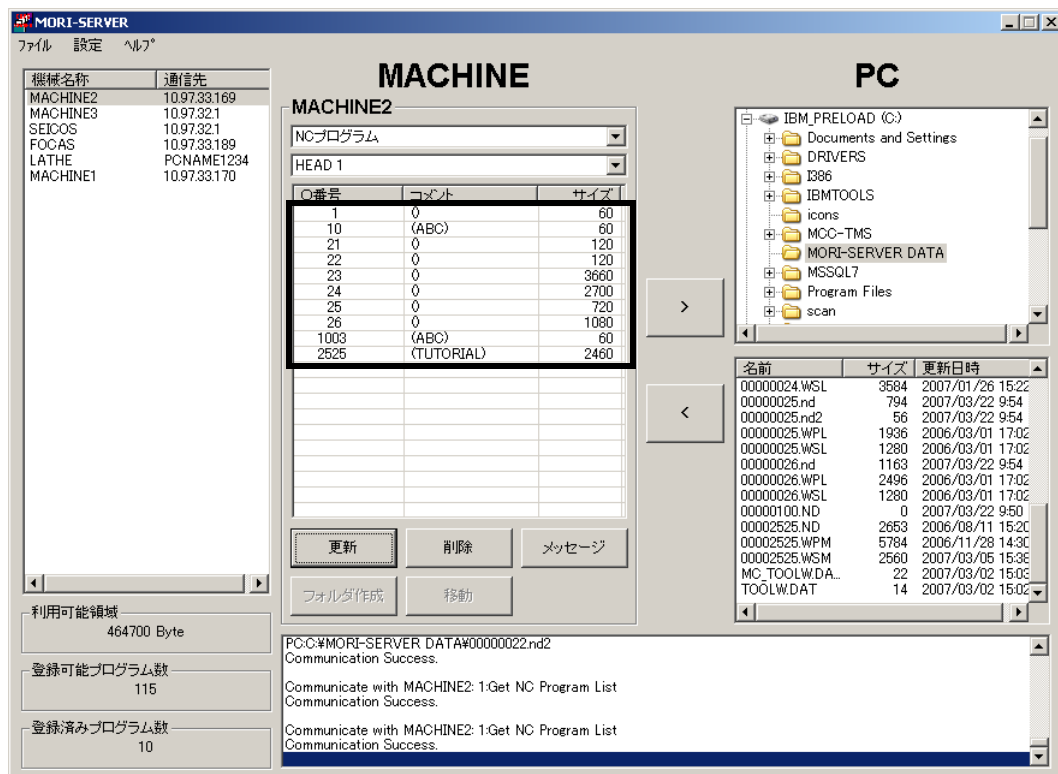 MORI-SERVER
ファイル 設定 ヘルプ
機械名称 通信先
MACHINE2 10.97.33.169
MACHINE3 10.97.32.1
SEICOS 10.97.32.1
FOCAS 10.97.33.189
LATHE PCNAME1234
MACHINE1 10.97.33.170
利用可能領域
464700 Byte
登録可能プログラム数
115
登録済みプログラム数
10
MACHINE
MACHINE2
NCプログラム
HEAD 1
O番号 コメント サイズ
1 () 60
10 (ABC) 60
21 () 120
22 () 120
23 () 3660
24 () 2700
25 () 720
26 () 1080
1003 (ABC) 60
2525 (TUTORIAL) 2460
更新 削除 メッセージ
フォルダ作成 移動
>
<
PC
IBM_PRELOAD (C:)
Documents and Settings
DRIVERS
I386
IBMTOOLS
icons
MCC-TMS
MORI-SERVER DATA
MSSQL7
Program Files
scan
名前 サイズ 更新日時
00000024.WSL 3584 2007/01/26 15:22
00000025.nd 794 2007/03/22 9:54
00000025.nd2 56 2007/03/22 9:54
00000025.WPL 1936 2006/03/01 17:02
00000025.WSL 1280 2006/03/01 17:02
00000026.nd 1163 2007/03/22 9:54
00000026.WPL 2496 2006/03/01 17:02
00000026.WSL 1280 2006/03/01 17:02
00000100.ND 0 2007/03/22 9:50
00002525.ND 2653 2006/08/11 15:20
00002525.WPM 5784 2006/11/28 14:30
00002525.WSM 2560 2007/03/05 15:38
MC_TOOLW.DA... 22 2007/03/02 15:03
TOOLW.DAT 14 2007/03/02 15:02
PC:C:¥MORI-SERVER DATA¥00000022.nd2
Communication Success.
Communicate with MACHINE2: 1:Get NC Program List
Communication Success.
Communicate with MACHINE2: 1:Get NC Program List
Communication Success.